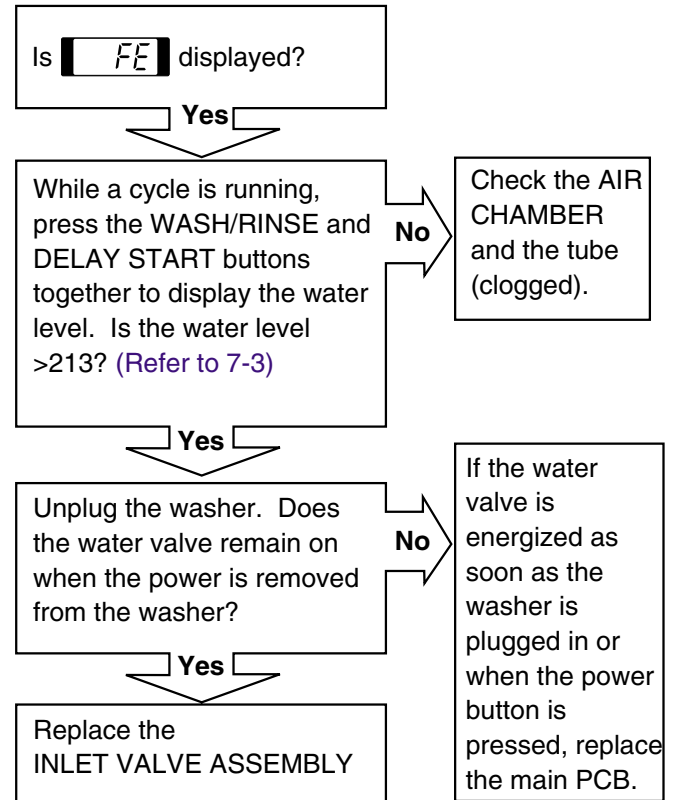 Is FE displayed?
Yes
While a cycle is running,
press the WASH/RINSE and
DELAY START buttons
together to display the water
level.  Is the water level
>213? (Refer to 7-3)
No
Check the AIR
CHAMBER
and the tube
(clogged).
Yes
Unplug the washer.  Does
the water valve remain on
when the power is removed
from the washer?
No
If the water
valve is
energized as
soon as the
washer is
plugged in or
when the power
button is
pressed, replace
the main PCB.
Yes
Replace the
INLET VALVE ASSEMBLY